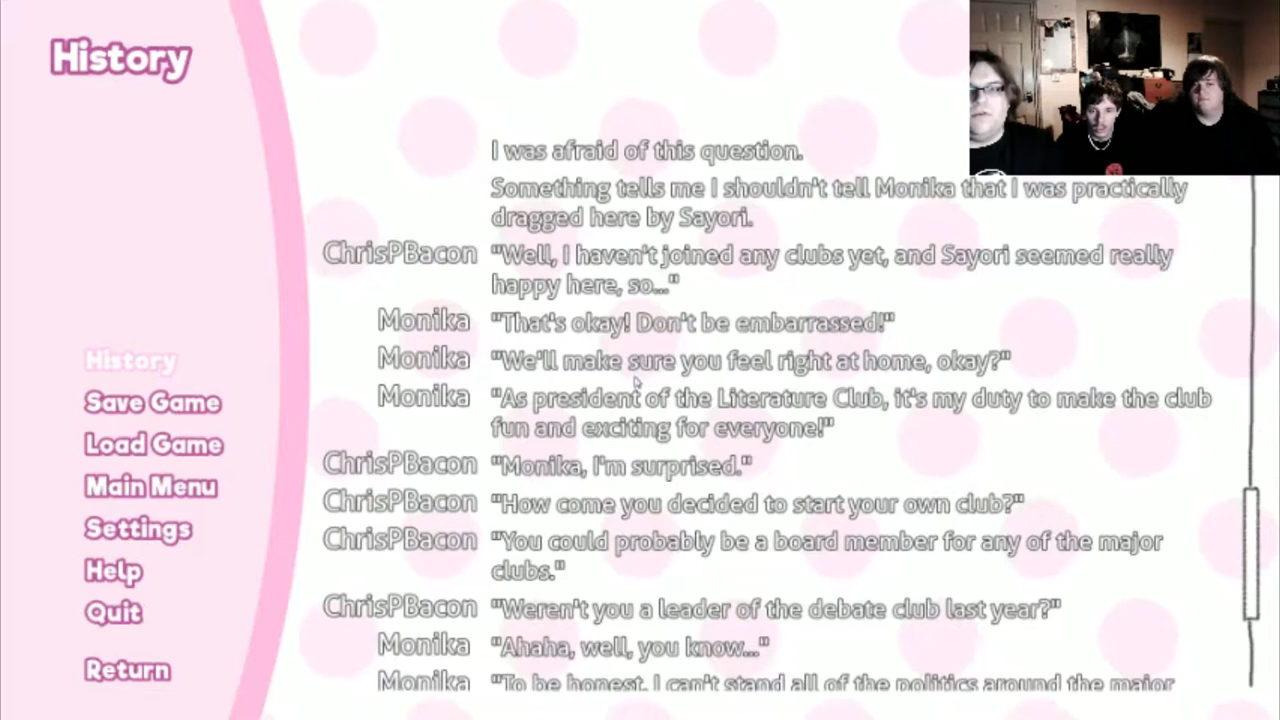 History
I was afraid of this question.
Something tells me I shouldn't tell Monika that I was practically
dragged here by Sayori.
ChrisPBacon "Well, I haven't joined any clubs yet, and Sayori seemed really
happy here, so..."
Monika "That's okay! Don't be embarrassed!"
Monika "We'll make sure you feel right at home, okay?"
Monika "As president of the Literature Club, it's my duty to make the club
fun and exciting for everyone!"
ChrisPBacon "Monika, I'm surprised."
ChrisPBacon "How come you decided to start your own club?"
ChrisPBacon "You could probably be a board member for any of the major
clubs."
ChrisPBacon "Weren't you a leader of the debate club last year?"
Monika "Ahaha, well, you know..."
Monika "To be honest, I can't stand all of the politics around the major
History
Save Game
Load Game
Main Menu
Settings
Help
Quit
Return